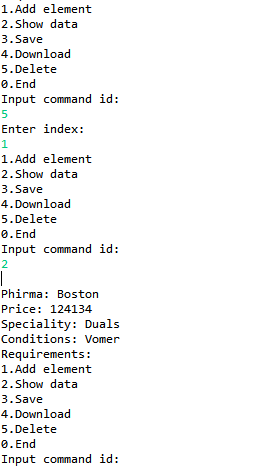 1.Add element
2.Show data
3.Save
4.Download
5.Delete
0.End
Input command id:
5
Enter index:
1
1.Add element
2.Show data
3.Save
4.Download
5.Delete
0.End
Input command id:
2
Phirma: Boston
Price: 124134
Speciality: Duals
Conditions: Vomer
Requirements:
1.Add element
2.Show data
3.Save
4.Download
5.Delete
0.End
Input command id: